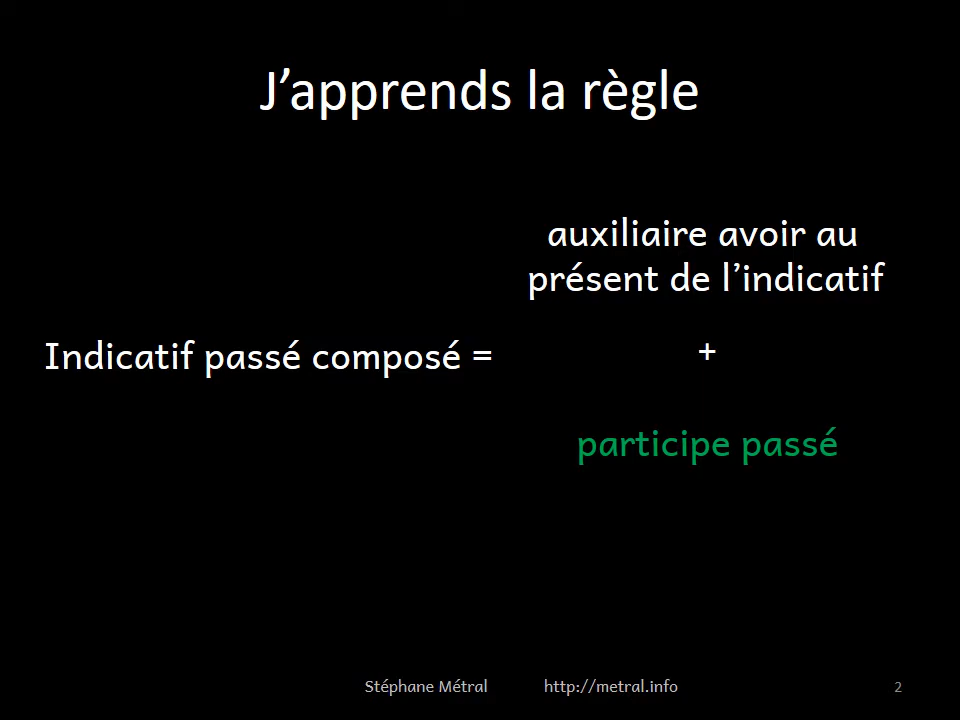 J’apprends la règle
auxiliaire avoir au
présent de l’indicatif
Indicatif passé composé =
+
participe passé
Stéphane Métral http://metral.info 2